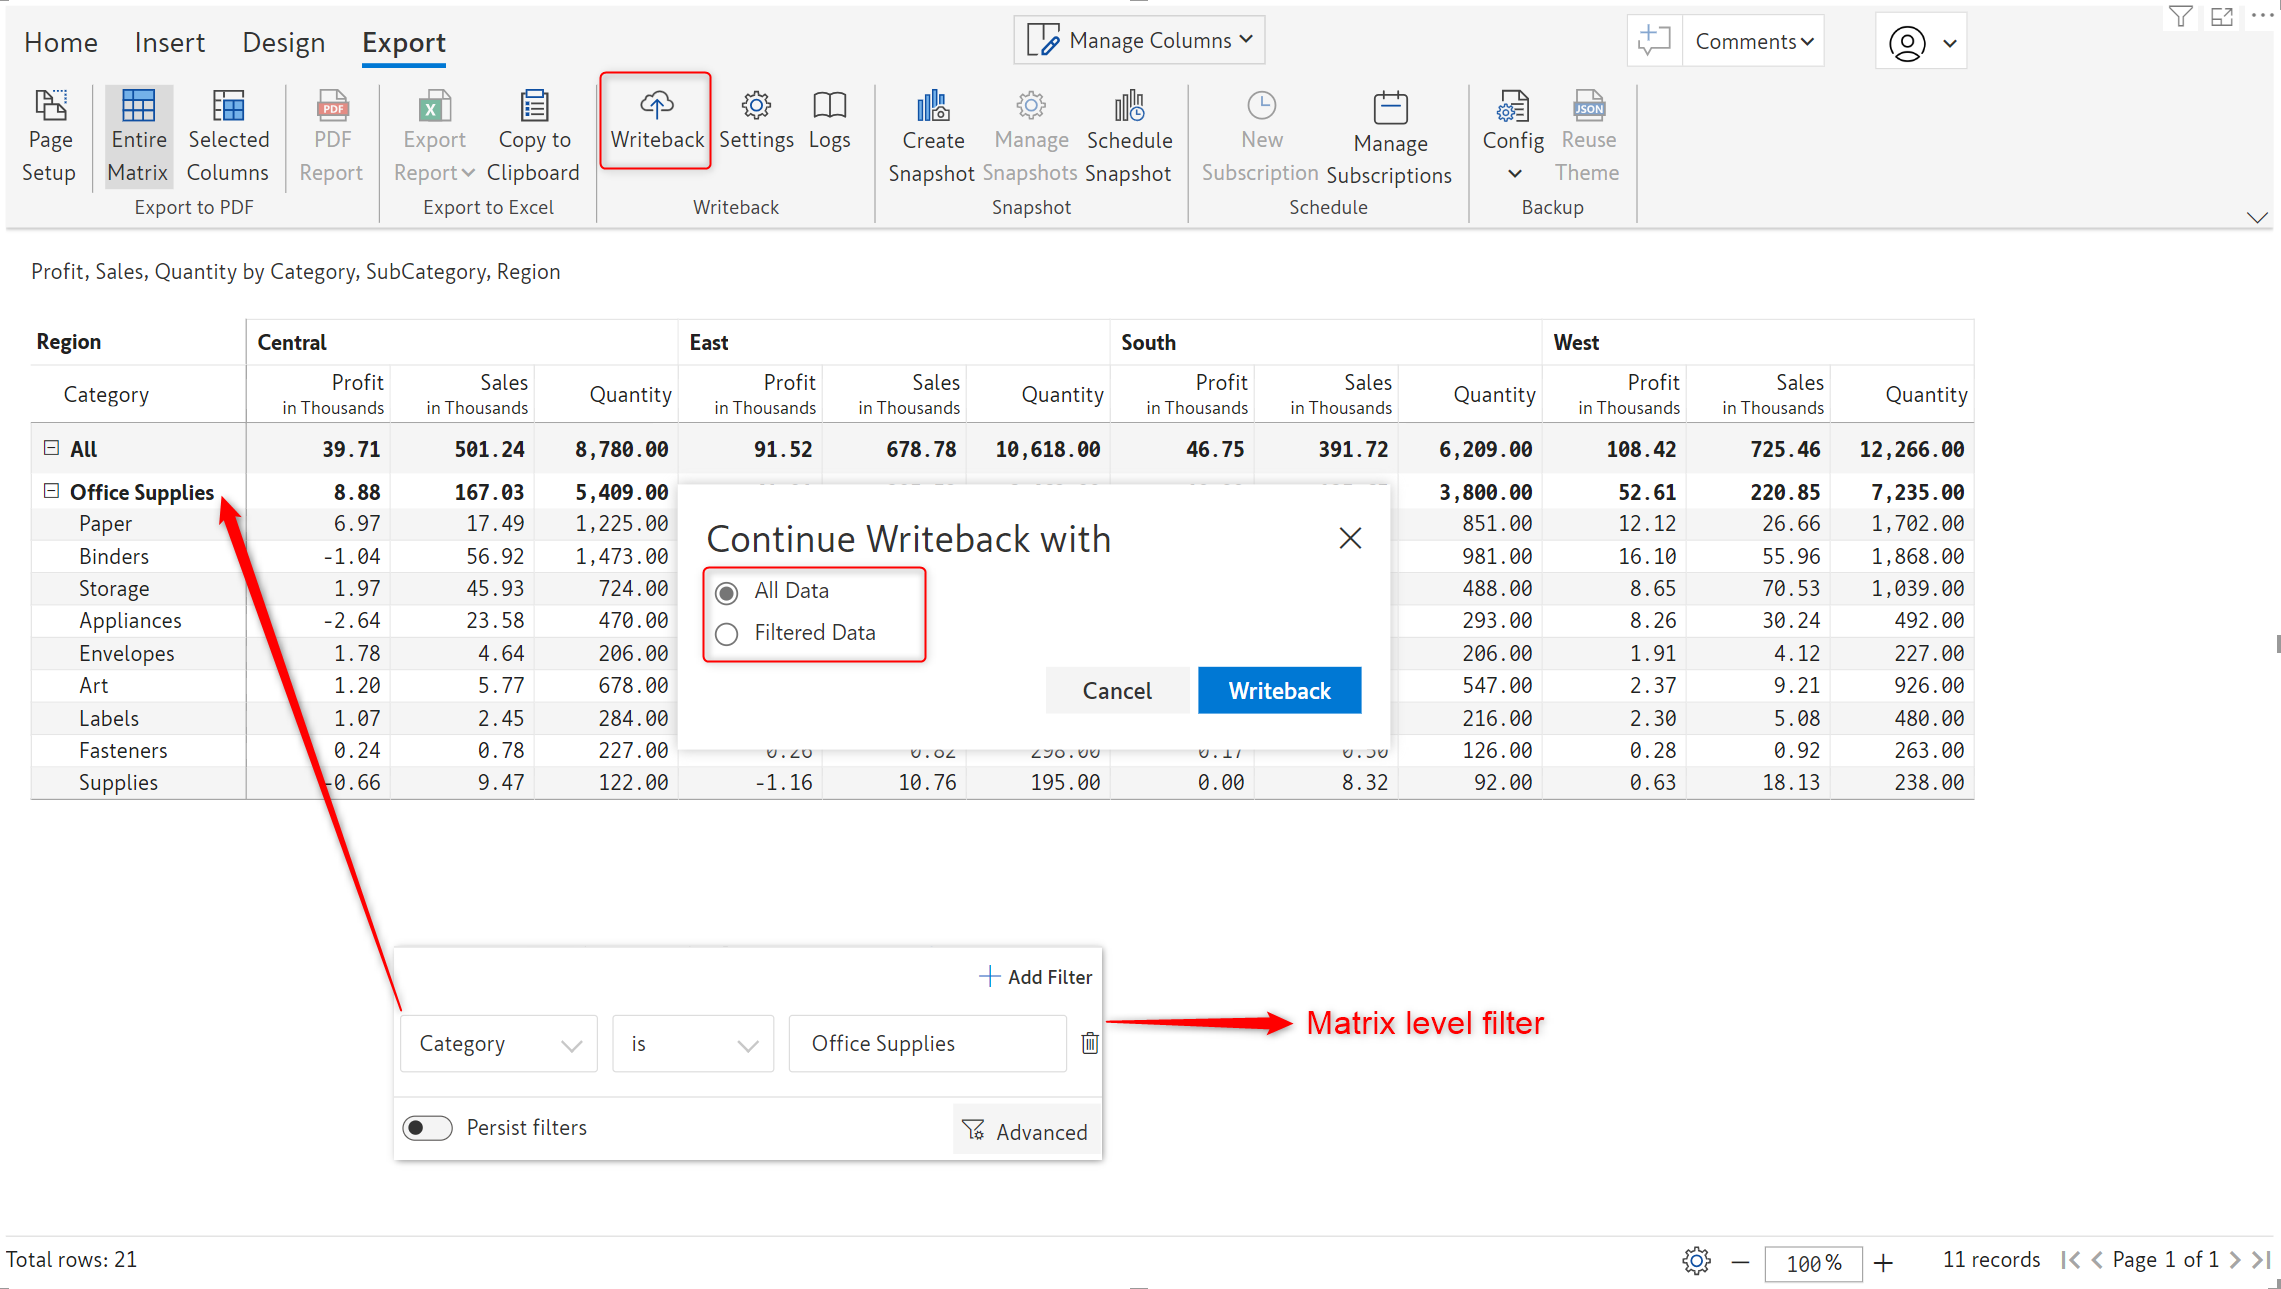 Home Insert Design Export Manage Columns Comments
Page Setup Entire Matrix Selected Columns PDF Report Export Report Copy to Clipboard Writeback Settings Logs Create Snapshot Manage Snapshots Schedule Snapshot New Subscription Manage Subscriptions Config Reuse Theme
PDF X JSON
Export to PDF Export to Excel Writeback Snapshot Schedule Backup
Profit, Sales, Quantity by Category, SubCategory, Region
Region Central East South West
Category Profit in Thousands Sales in Thousands Quantity Profit in Thousands Sales in Thousands Quantity Profit in Thousands Sales in Thousands Quantity Profit in Thousands Sales in Thousands Quantity
All 39.71 501.24 8,780.00 91.52 678.78 10,618.00 46.75 391.72 6,209.00 108.42 725.46 12,266.00
Office Supplies 8.88 167.03 5,409.00 3,800.00 52.61 220.85 7,235.00
Paper 6.97 17.49 1,225.00 851.00 12.12 26.66 1,702.00
Binders -1.04 56.92 1,473.00 981.00 16.10 55.96 1,868.00
Storage 1.97 45.93 724.00 488.00 8.65 70.53 1,039.00
Appliances -2.64 23.58 470.00 293.00 8.26 30.24 492.00
Envelopes 1.78 4.64 206.00 206.00 1.91 4.12 227.00
Art 1.20 5.77 678.00 547.00 2.37 9.21 926.00
Labels 1.07 2.45 284.00 216.00 2.30 5.08 480.00
Fasteners 0.24 0.78 227.00 0.26 0.82 298.00 0.17 126.00 0.28 0.92 263.00
Supplies -0.66 9.47 122.00 -1.16 10.76 195.00 0.00 8.32 92.00 0.63 18.13 238.00
Continue Writeback with
All Data
Filtered Data
Cancel Writeback
Add Filter
Category is Office Supplies
Matrix level filter
Persist filters Advanced
Total rows: 21 100% 11 records Page 1 of 1